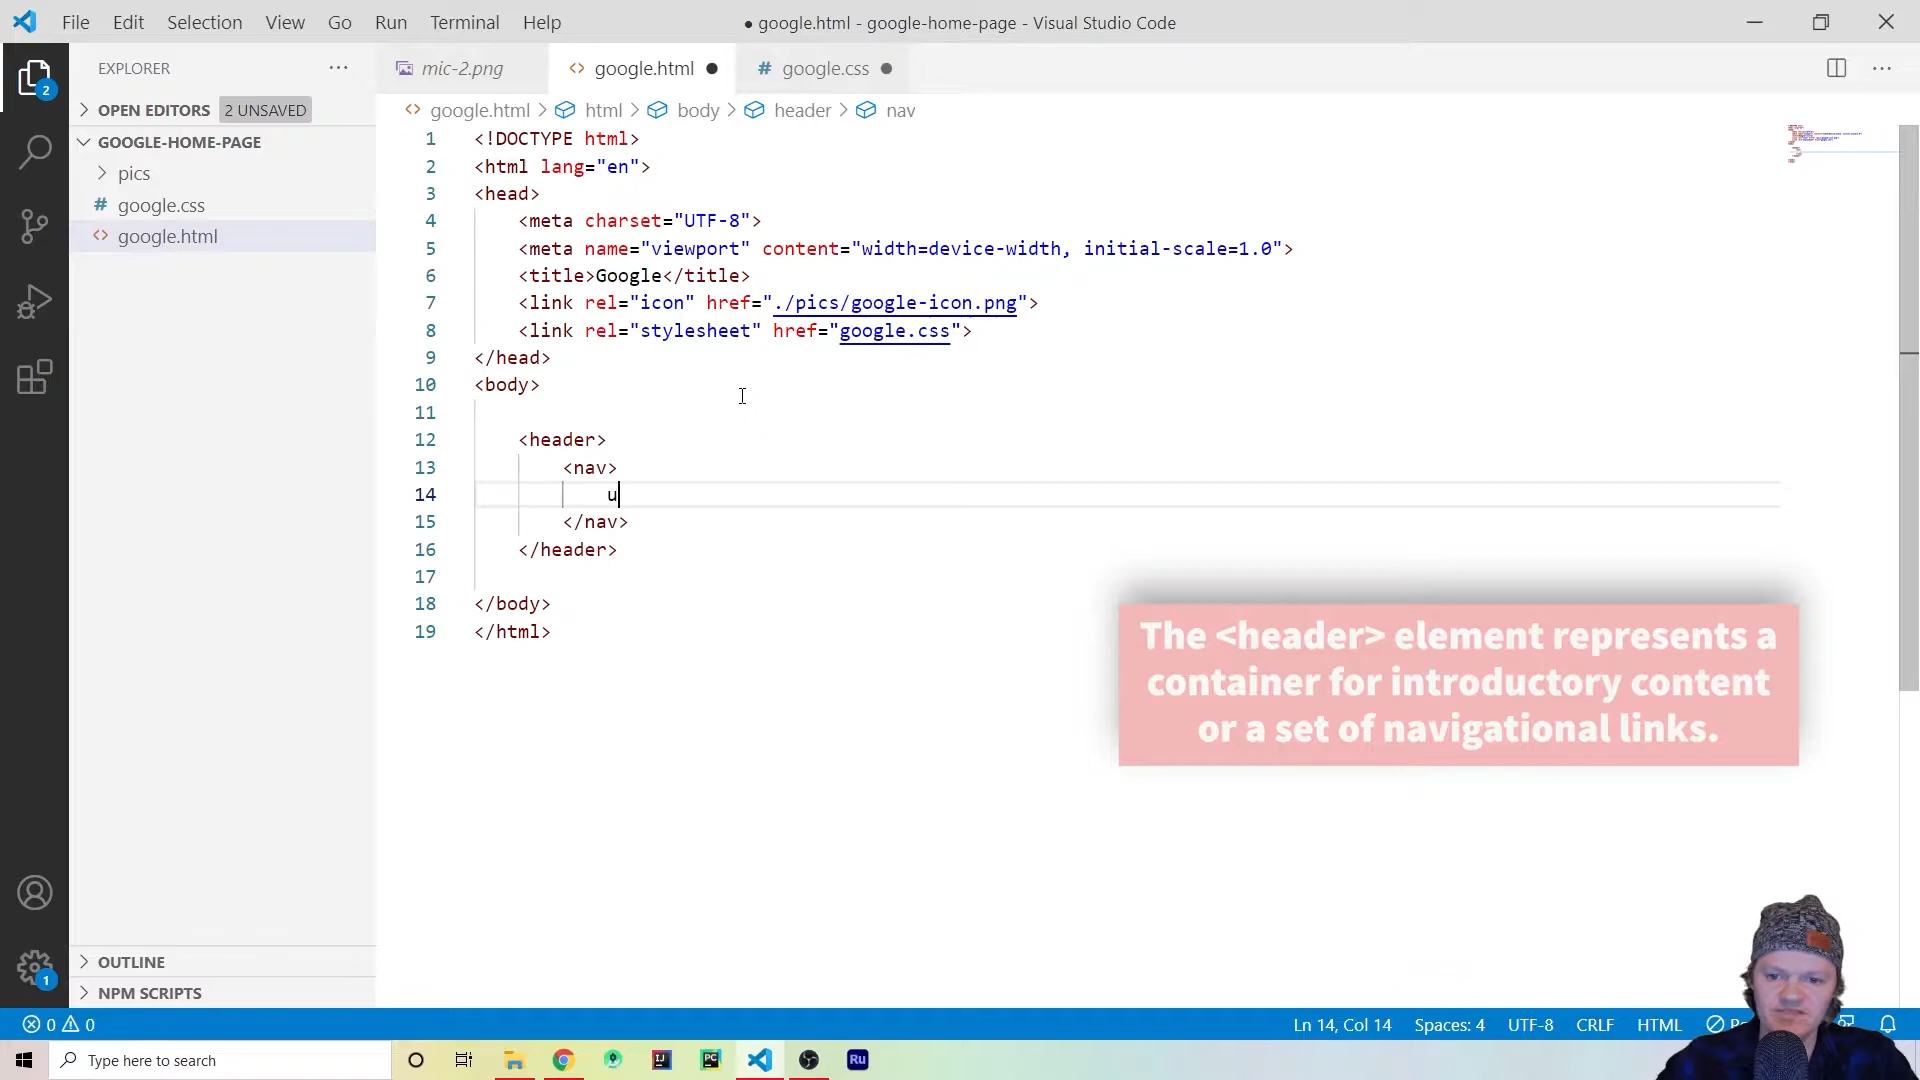 File Edit Selection View Go Run Terminal Help
● google.html - google-home-page - Visual Studio Code
EXPLORER
mic-2.png
google.html
# google.css
OPEN EDITORS 2 UNSAVED
google.html > html > body > header > nav
GOOGLE-HOME-PAGE
pics
# google.css
google.html
1 <!DOCTYPE html>
2 <html lang="en">
3 <head>
4 <meta charset="UTF-8">
5 <meta name="viewport" content="width=device-width, initial-scale=1.0">
6 <title>Google</title>
7 <link rel="icon" href="./pics/google-icon.png">
8 <link rel="stylesheet" href="google.css">
9 </head>
10 <body>
11
12 <header>
13 <nav>
14 u
15 </nav>
16 </header>
17
18 </body>
19 </html>
The <header> element represents a
container for introductory content
or a set of navigational links.
2
1
OUTLINE
NPM SCRIPTS
0 0
Ln 14, Col 14 Spaces: 4 UTF-8 CRLF HTML
Type here to search
IJ
PC
Ru